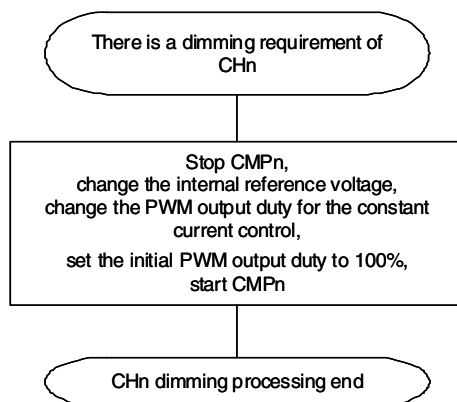 There is a dimming requirement of
CHn
Stop CMPn,
change the internal reference voltage,
change the PWM output duty for the constant
current control,
set the initial PWM output duty to 100%,
start CMPn
CHn dimming processing end